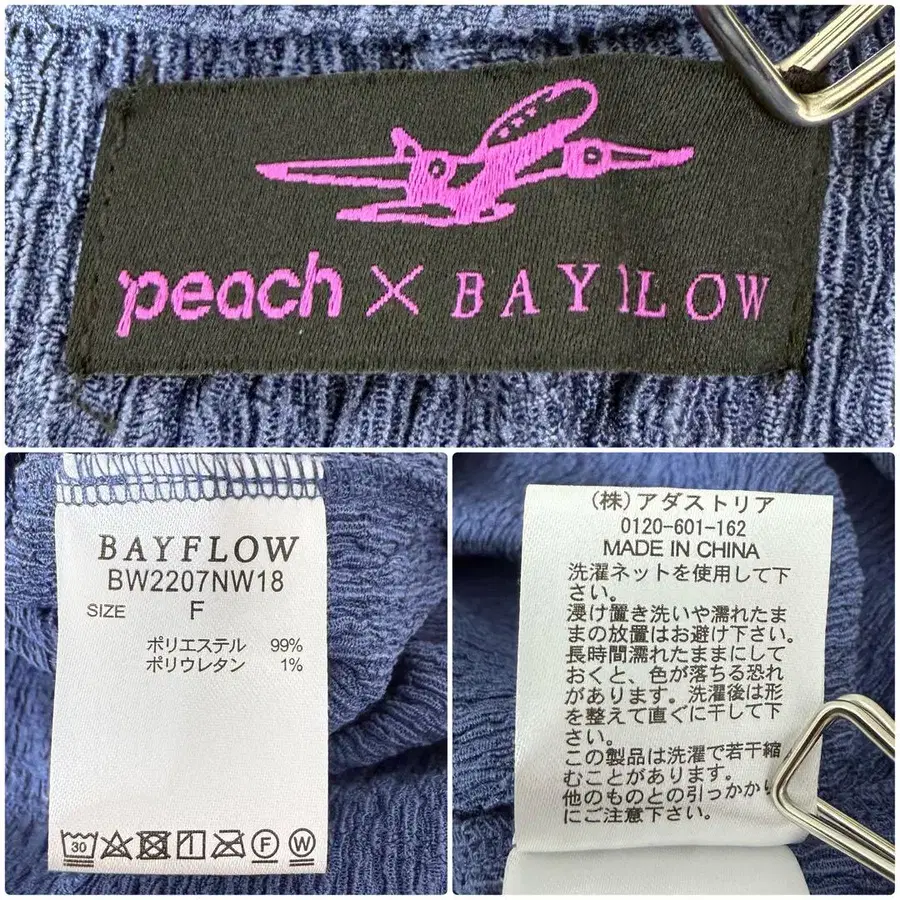 peach × BAYFLOW
BAYFLOW
BW2207NW18
SIZE F
ポリエステル 99%
ポリウレタン 1%
30
F W
(株)アダストリア
0120-601-162
MADE IN CHINA
洗濯ネットを使用して下
さい。
浸け置き洗いや濡れたま
まの放置はお避け下さい。
長時間濡れたままにして
おくと、色が落ちる恐れ
があります。洗濯後は形
を整えて直ぐに干して下
さい。
この製品は洗濯で若干縮
むことがあります。
他のものとの引っかかり
にご注意下さい。